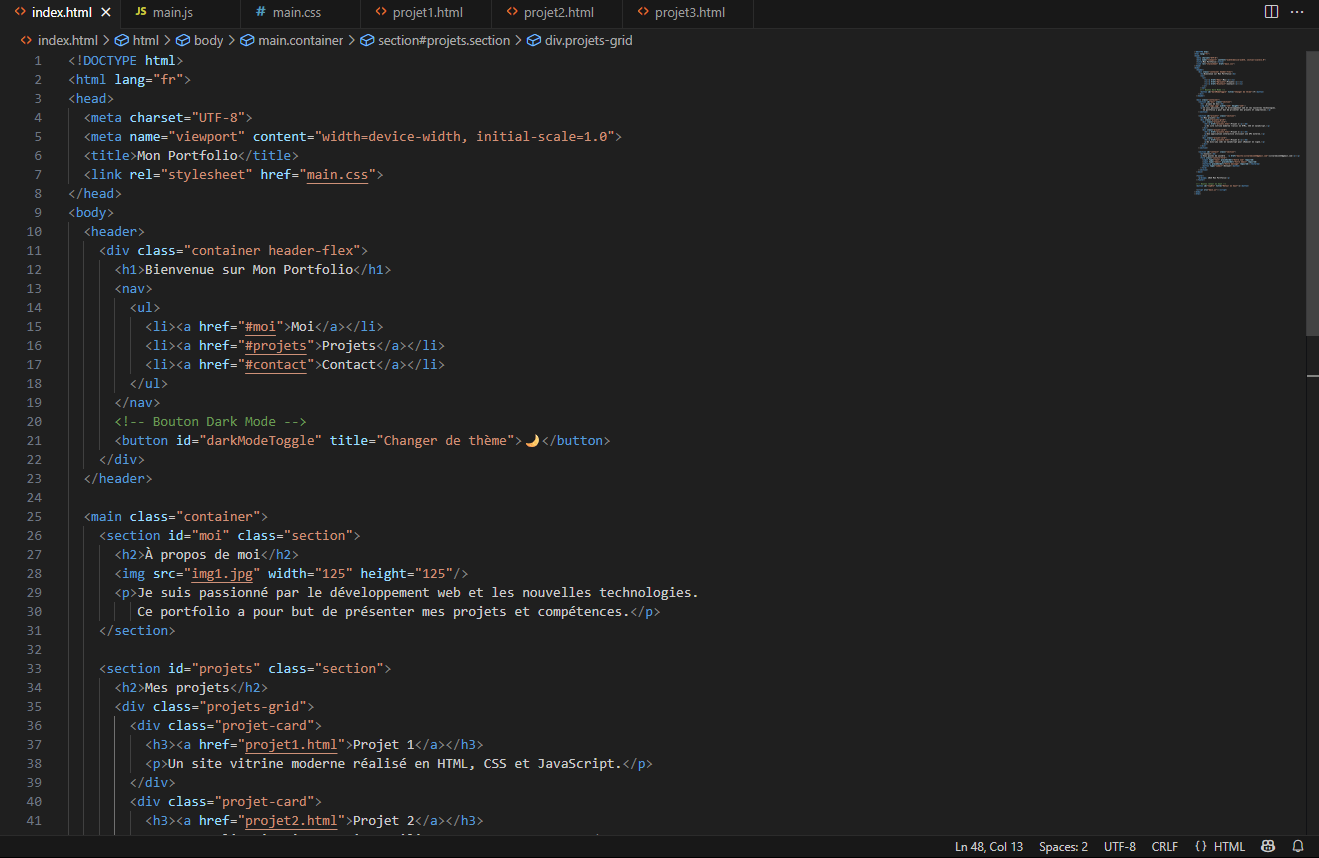 index.html
JS main.js
# main.css
projet1.html
projet2.html
projet3.html
index.html > html > body > main.container > section#projets.section > div.projets-grid
1 <!DOCTYPE html>
2 <html lang="fr">
3 <head>
4 <meta charset="UTF-8">
5 <meta name="viewport" content="width=device-width, initial-scale=1.0">
6 <title>Mon Portfolio</title>
7 <link rel="stylesheet" href="main.css">
8 </head>
9 <body>
10 <header>
11 <div class="container header-flex">
12 <h1>Bienvenue sur Mon Portfolio</h1>
13 <nav>
14 <ul>
15 <li><a href="#moi">Moi</a></li>
16 <li><a href="#projets">Projets</a></li>
17 <li><a href="#contact">Contact</a></li>
18 </ul>
19 </nav>
20 <!-- Bouton Dark Mode -->
21 <button id="darkModeToggle" title="Changer de thème">🌙</button>
22 </div>
23 </header>
24
25 <main class="container">
26 <section id="moi" class="section">
27 <h2>À propos de moi</h2>
28 <img src="img1.jpg" width="125" height="125"/>
29 <p>Je suis passionné par le développement web et les nouvelles technologies.
30 Ce portfolio a pour but de présenter mes projets et compétences.</p>
31 </section>
32
33 <section id="projets" class="section">
34 <h2>Mes projets</h2>
35 <div class="projets-grid">
36 <div class="projet-card">
37 <h3><a href="projet1.html">Projet 1</a></h3>
38 <p>Un site vitrine moderne réalisé en HTML, CSS et JavaScript.</p>
39 </div>
40 <div class="projet-card">
41 <h3><a href="projet2.html">Projet 2</a></h3>
Ln 48, Col 13 Spaces: 2 UTF-8 CRLF {} HTML